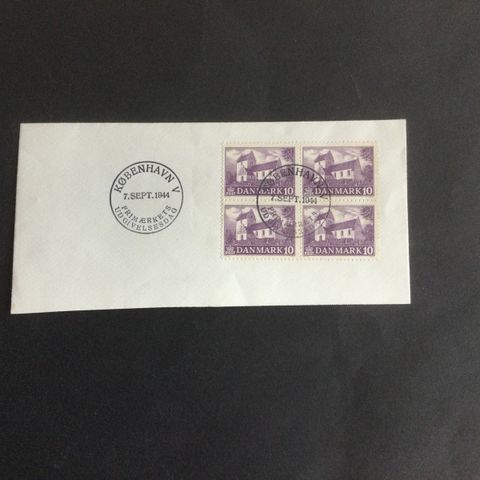 KØBENHAVN V
7. SEPT. 1944
FRIMÆRKETS
UDGIVELSESDAG
KØBENHAVN V
7. SEPT. 1944
DANMARK 10
DANMARK 10
DANMARK 10
DANMARK 10